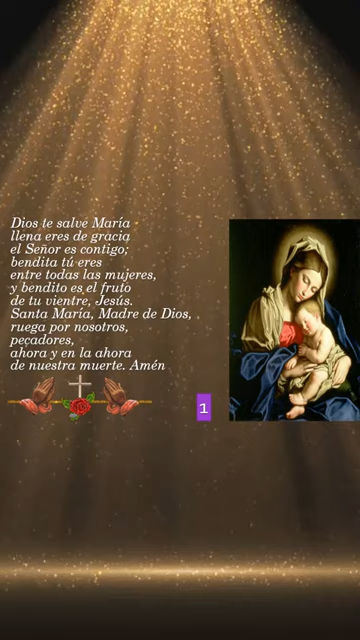 Dios te salve María
llena eres de gracia
el Señor es contigo;
bendita tú eres
entre todas las mujeres,
y bendito es el fruto
de tu vientre, Jesús.
Santa María, Madre de Dios,
ruega por nosotros,
pecadores,
ahora y en la ahora
de nuestra muerte. Amén
1